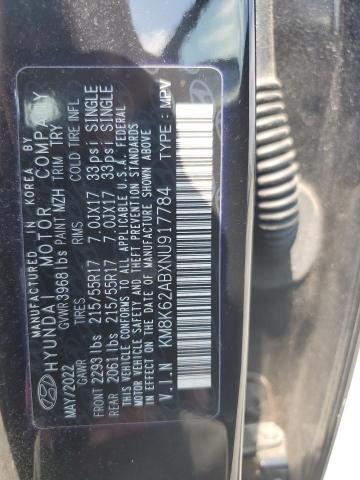 MANUFACTURED IN KOREA BY
HYUNDAI MOTOR COMPANY
MAY/2022 GVWR 3968 lbs PAINT MZH TRIM TRY
GAWR TIRES RIMS COLD TIRE INFL
FRONT 2293 lbs 215/55R17 7.0JX17 33psi SINGLE
REAR 2061 lbs 215/55R17 7.0JX17 33psi SINGLE
THIS VEHICLE CONFORMS TO ALL APPLICABLE U.S.A. FEDERAL
MOTOR VEHICLE SAFETY, BUMPER, AND THEFT PREVENTION STANDARDS
IN EFFECT ON THE DATE OF MANUFACTURE SHOWN ABOVE.
V.I.N KM8K62ABXNU917784 TYPE : MPV